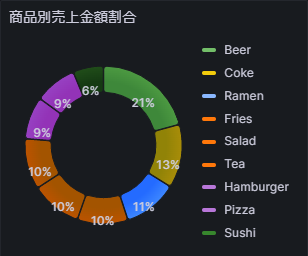 商品別売上金額割合
Beer
Coke
Ramen
Fries
Salad
Tea
Hamburger
Pizza
Sushi
21%
13%
11%
10%
10%
10%
9%
9%
6%